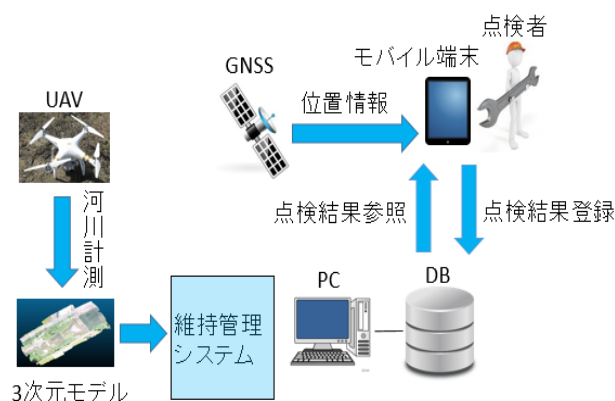 点検者
モバイル端末
GNSS
位置情報
UAV
河川計測
点検結果参照
点検結果登録
PC
DB
維持管理
システム
3次元モデル